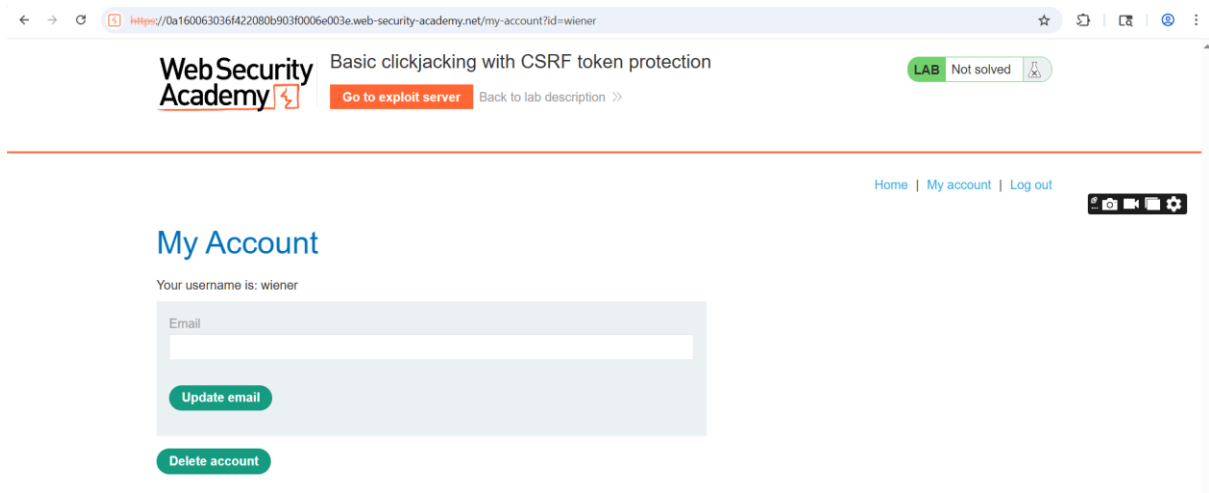 https://0a160063036f422080b903f0006e003e.web-security-academy.net/my-account?id=wiener
Web Security
Academy
Basic clickjacking with CSRF token protection
Go to exploit server
Back to lab description
LAB Not solved
Home | My account | Log out
My Account
Your username is: wiener
Email
Update email
Delete account